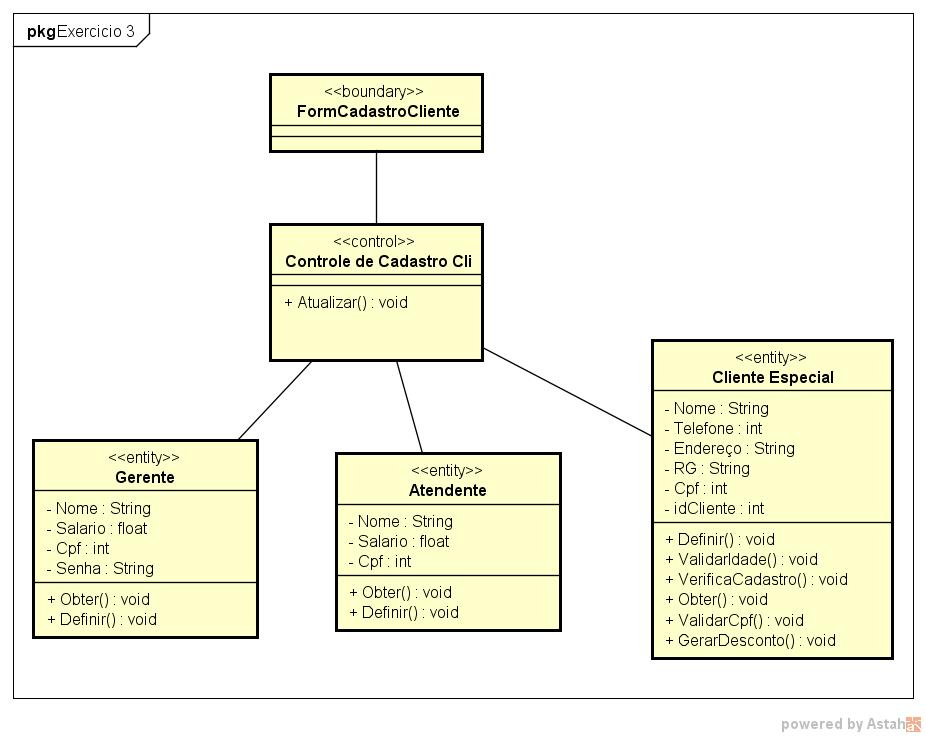 pkg Exercicio 3
<<boundary>>
FormCadastroCliente
<<control>>
Controle de Cadastro Cli
+ Atualizar() : void
<<entity>>
Gerente
- Nome : String
- Salario : float
- Cpf : int
- Senha : String
+ Obter() : void
+ Definir() : void
<<entity>>
Atendente
- Nome : String
- Salario : float
- Cpf : int
+ Obter() : void
+ Definir() : void
<<entity>>
Cliente Especial
- Nome : String
- Telefone : int
- Endereço : String
- RG : String
- Cpf : int
- idCliente : int
+ Definir() : void
+ ValidarIdade() : void
+ VerificaCadastro() : void
+ Obter() : void
+ ValidarCpf() : void
+ GerarDesconto() : void
powered by Astah